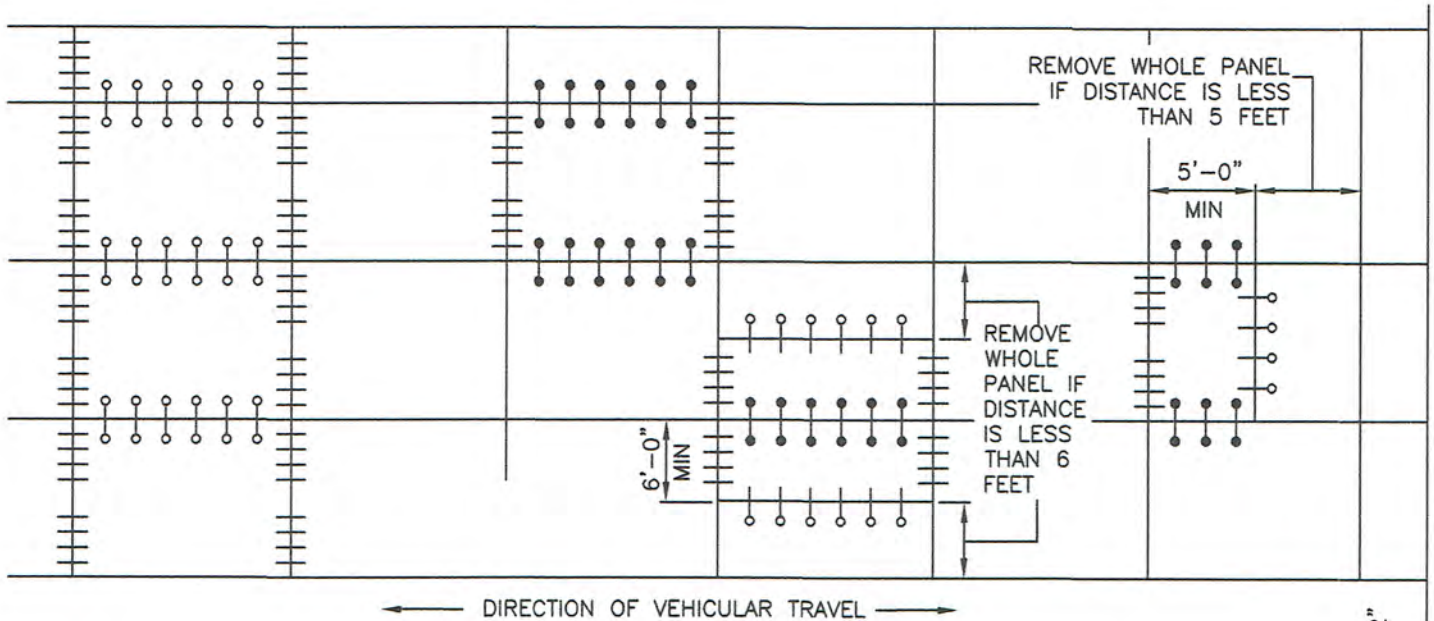 REMOVE WHOLE PANEL
IF DISTANCE IS LESS
THAN 5 FEET
5'-0"
MIN
REMOVE
WHOLE
PANEL IF
DISTANCE
IS LESS
THAN 6
FEET
6'-0"
MIN
DIRECTION OF VEHICULAR TRAVEL